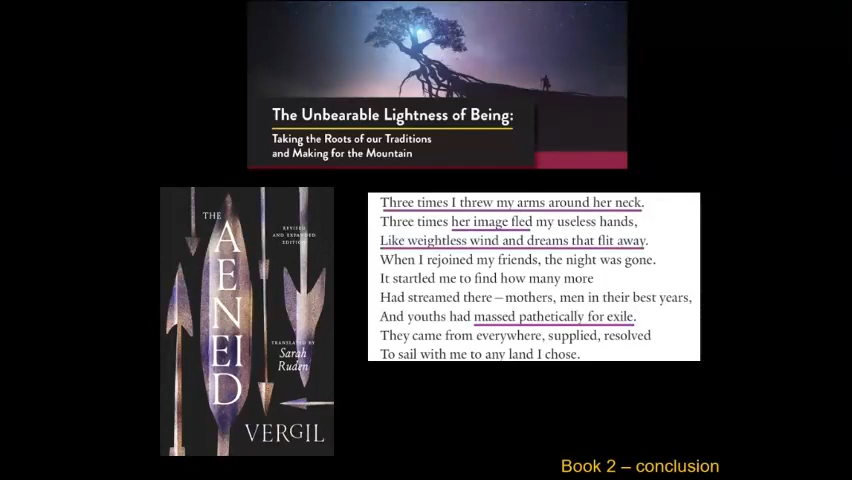 The Unbearable Lightness of Being:
Taking the Roots of our Traditions
and Making for the Mountain
THE
AENEID
REVISED
AND EXPANDED
EDITION
TRANSLATED BY
Sarah
Ruden
VERGIL
Three times I threw my arms around her neck.
Three times her image fled my useless hands,
Like weightless wind and dreams that flit away.
When I rejoined my friends, the night was gone.
It startled me to find how many more
Had streamed there—mothers, men in their best years,
And youths had massed pathetically for exile.
They came from everywhere, supplied, resolved
To sail with me to any land I chose.
Book 2 – conclusion